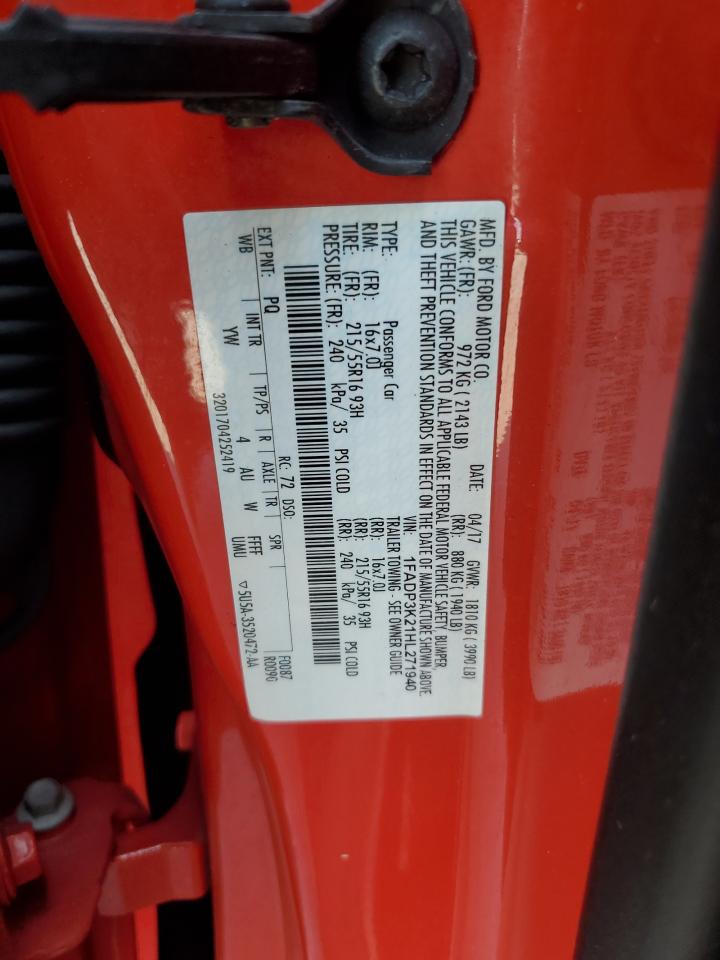 MFD. BY FORD MOTOR CO.
DATE: 04/17 GVWR: 1810 KG ( 3990 LB)
GAWR: (FR): 972 KG ( 2143 LB) (RR): 880 KG ( 1940 LB)
THIS VEHICLE CONFORMS TO ALL APPLICABLE FEDERAL MOTOR VEHICLE SAFETY, BUMPER,
AND THEFT PREVENTION STANDARDS IN EFFECT ON THE DATE OF MANUFACTURE SHOWN ABOVE.
VIN: 1FADP3K21HL271940
TYPE: Passenger Car TRAILER TOWING - SEE OWNER GUIDE
RIM: (FR): 16x7.0J (RR): 16x7.0J
TIRE: (FR): 215/55R16 93H (RR): 215/55R16 93H
PRESSURE: (FR): 240 kPa/ 35 PSI COLD (RR): 240 kPa/ 35 PSI COLD
F0087
RC: 72 DSO: R0090
EXT PNT: PQ INT TR TP/PS R AXLE TR SPR
WB YW 4 AU W FFFF UMU ▽ 5U5A-3520472-AA
3201704252419